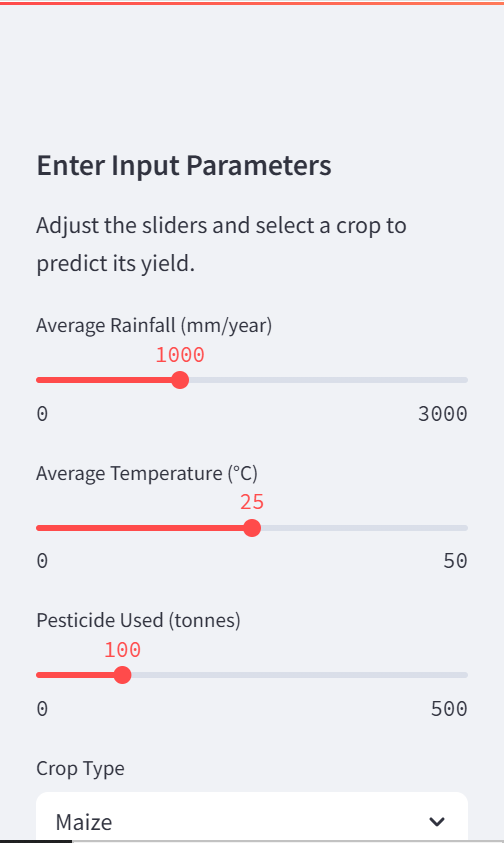 Enter Input Parameters
Adjust the sliders and select a crop to
predict its yield.
Average Rainfall (mm/year)
1000
0 3000
Average Temperature (°C)
25
0 50
Pesticide Used (tonnes)
100
0 500
Crop Type
Maize